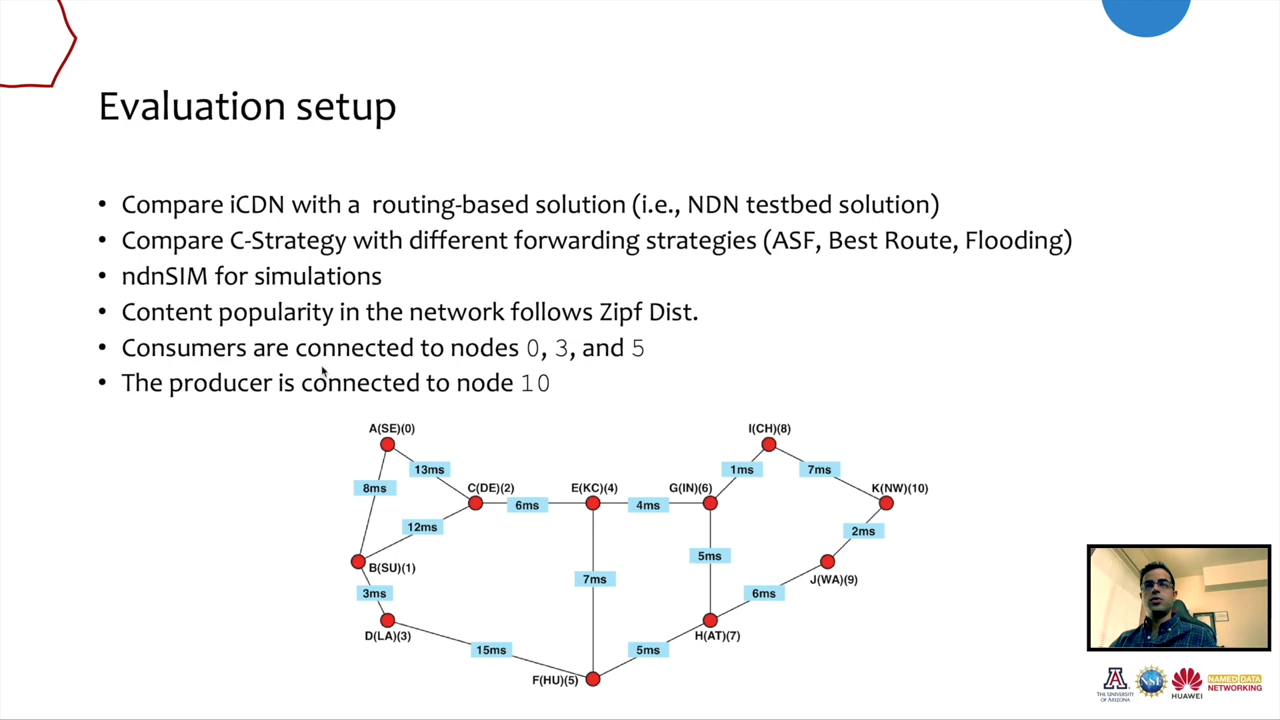 Evaluation setup
• Compare iCDN with a routing-based solution (i.e., NDN testbed solution)
• Compare C-Strategy with different forwarding strategies (ASF, Best Route, Flooding)
• ndnSIM for simulations
• Content popularity in the network follows Zipf Dist.
• Consumers are connected to nodes 0, 3, and 5
• The producer is connected to node 10
A(SE)(0)
I(CH)(8)
13ms
1ms
7ms
8ms
C(DE)(2)
E(KC)(4)
G(IN)(6)
K(NW)(10)
6ms
4ms
12ms
2ms
5ms
B(SU)(1)
7ms
J(WA)(9)
3ms
6ms
D(LA)(3)
H(AT)(7)
15ms
5ms
F(HU)(5)
THE UNIVERSITY
OF ARIZONA
NSF
HUAWEI
NAMED DATA
NETWORKING